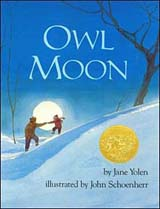 OWL
MOON
by Jane Yolen
illustrated by John Schoenherr